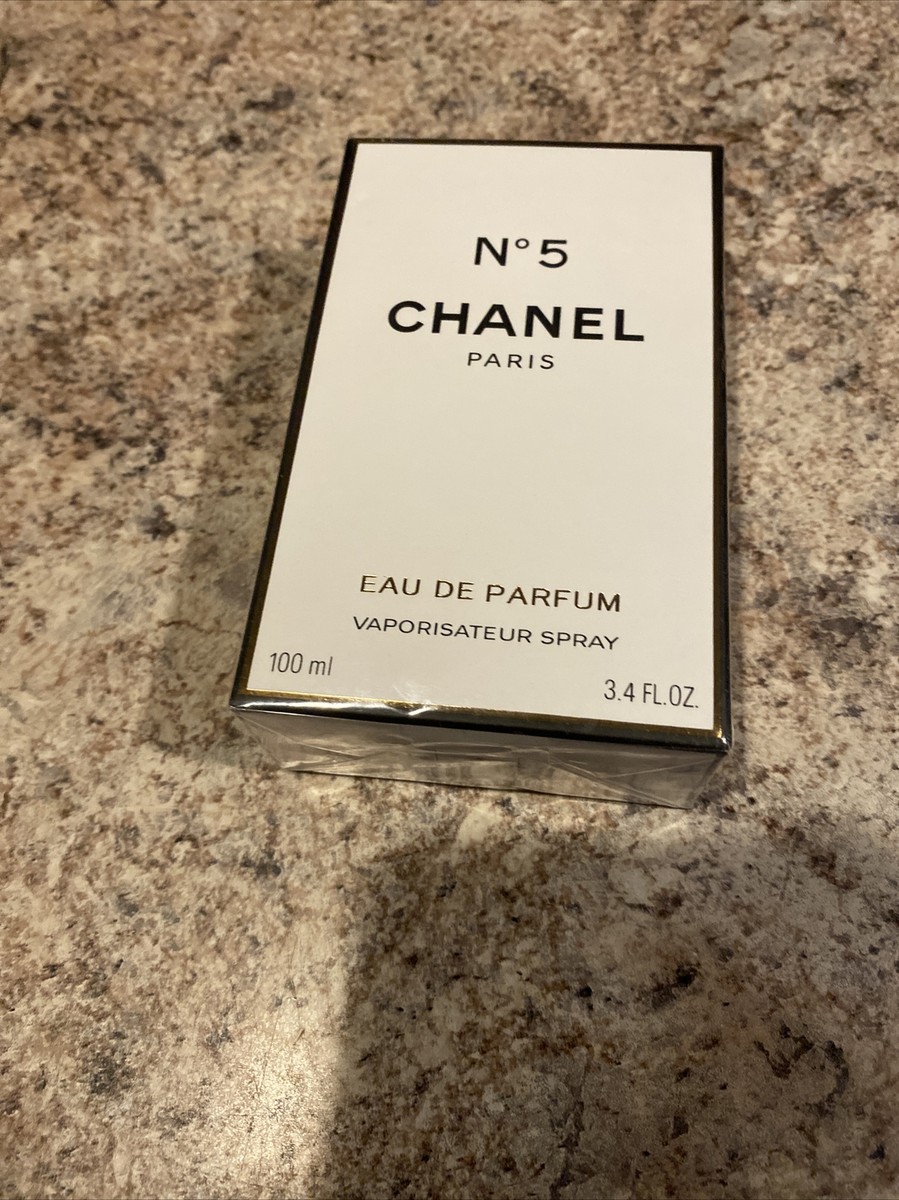 N°5
CHANEL
PARIS
EAU DE PARFUM
VAPORISATEUR SPRAY
100 ml
3.4 FL.OZ.